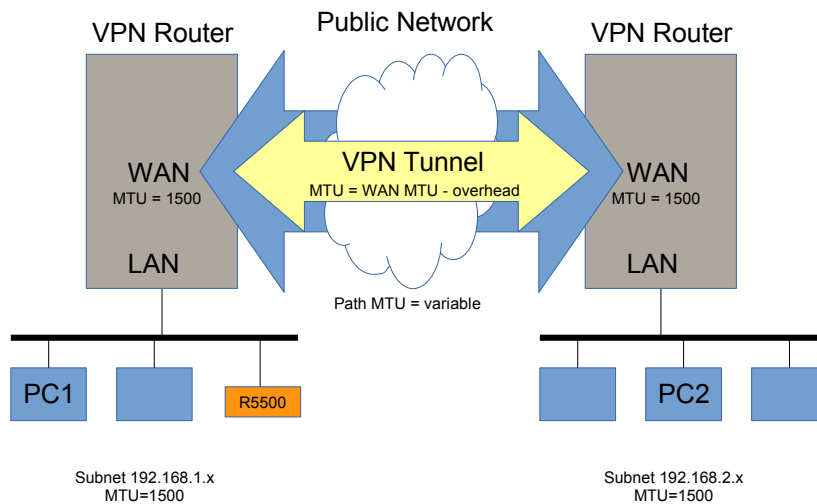 VPN Router
Public Network
VPN Router
WAN
MTU = 1500
VPN Tunnel
MTU = WAN MTU - overhead
WAN
MTU = 1500
LAN
LAN
Path MTU = variable
PC1
R5500
PC2
Subnet 192.168.1.x
MTU=1500
Subnet 192.168.2.x
MTU=1500